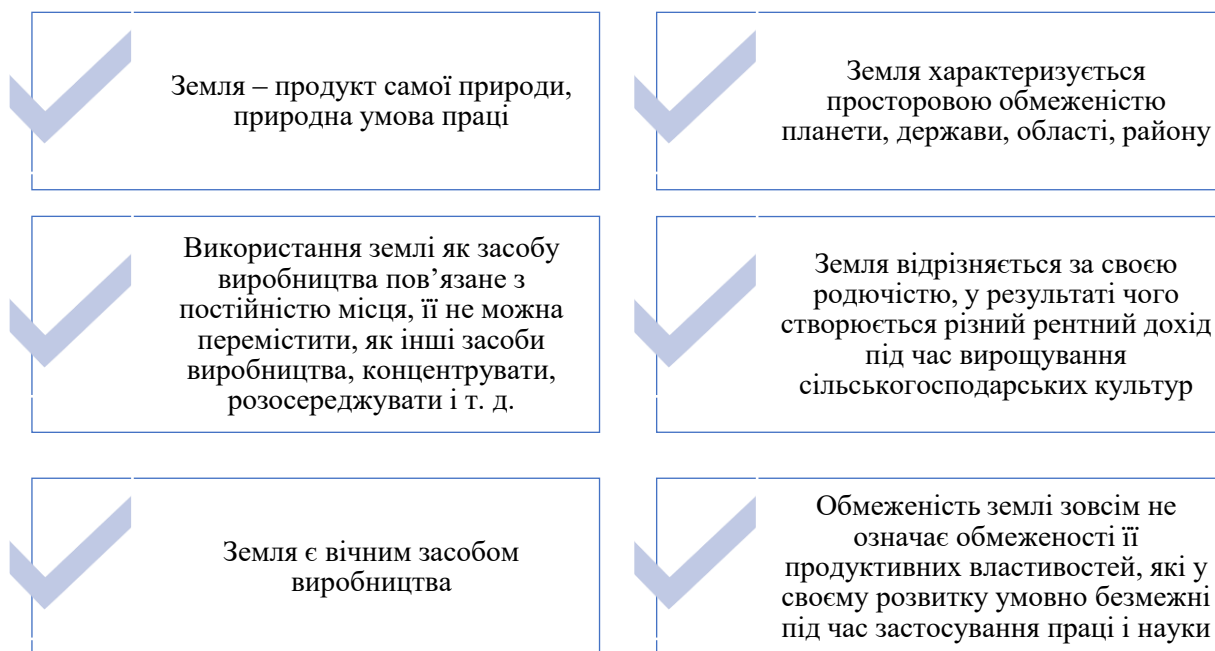 Земля – продукт самої природи,
природна умова праці
Земля характеризується
просторовою обмеженістю
планети, держави, області, району
Використання землі як засобу
виробництва пов’язане з
постійністю місця, її не можна
перемістити, як інші засоби
виробництва, концентрувати,
розосереджувати і т. д.
Земля відрізняється за своєю
родючістю, у результаті чого
створюється різний рентний дохід
під час вирощування
сільськогосподарських культур
Земля є вічним засобом
виробництва
Обмеженість землі зовсім не
означає обмеженості її
продуктивних властивостей, які у
своєму розвитку умовно безмежні
під час застосування праці і науки